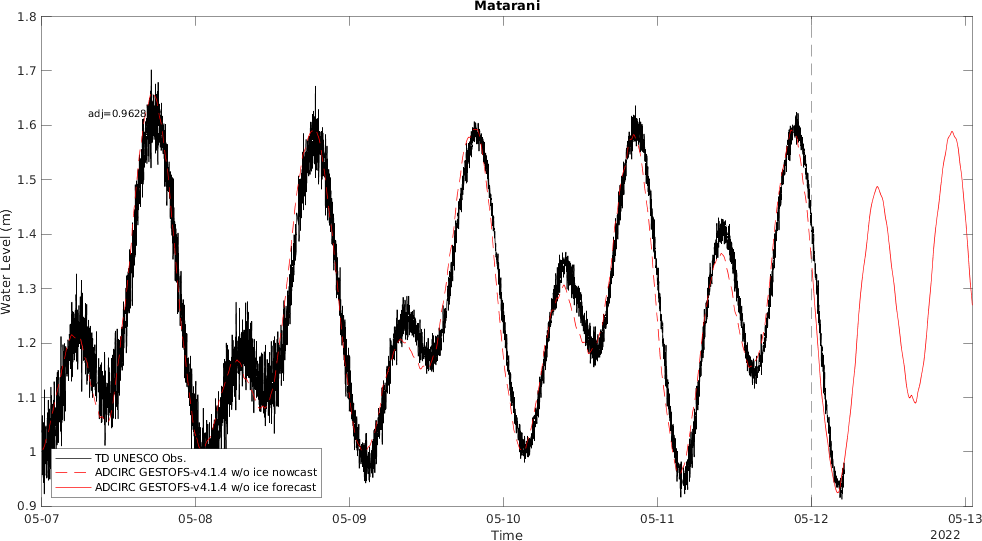 Matarani
1.8
1.7
1.6
1.5
1.4
1.3
1.2
1.1
1
0.9
Water Level (m)
adj=0.9628
TD UNESCO Obs.
ADCIRC GESTOFS-v4.1.4 w/o ice nowcast
ADCIRC GESTOFS-v4.1.4 w/o ice forecast
05-07 05-08 05-09 05-10 05-11 05-12 05-13
Time
2022